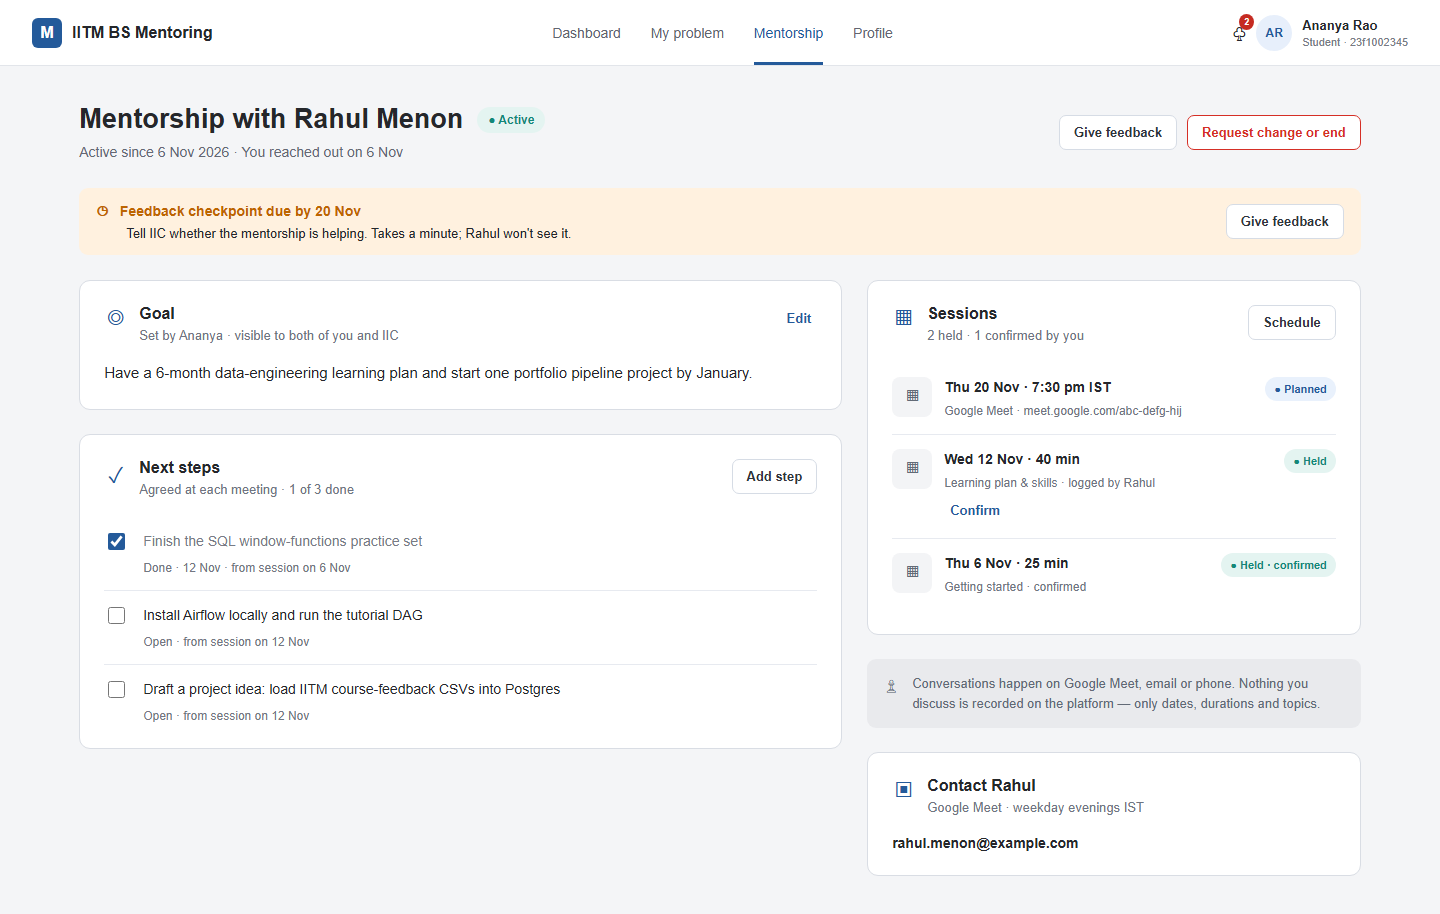 M IITM BS Mentoring
Dashboard My problem Mentorship Profile
2
AR
Ananya Rao
Student · 23f1002345
Mentorship with Rahul Menon
● Active
Active since 6 Nov 2026 · You reached out on 6 Nov
Give feedback
Request change or end
Feedback checkpoint due by 20 Nov
Tell IIC whether the mentorship is helping. Takes a minute; Rahul won't see it.
Give feedback
Goal
Set by Ananya · visible to both of you and IIC
Edit
Have a 6-month data-engineering learning plan and start one portfolio pipeline project by January.
Next steps
Agreed at each meeting · 1 of 3 done
Add step
Finish the SQL window-functions practice set
Done · 12 Nov · from session on 6 Nov
Install Airflow locally and run the tutorial DAG
Open · from session on 12 Nov
Draft a project idea: load IITM course-feedback CSVs into Postgres
Open · from session on 12 Nov
Sessions
2 held · 1 confirmed by you
Schedule
Thu 20 Nov · 7:30 pm IST
Google Meet · meet.google.com/abc-defg-hij
● Planned
Wed 12 Nov · 40 min
Learning plan & skills · logged by Rahul
● Held
Confirm
Thu 6 Nov · 25 min
Getting started · confirmed
● Held · confirmed
Conversations happen on Google Meet, email or phone. Nothing you
discuss is recorded on the platform — only dates, durations and topics.
Contact Rahul
Google Meet · weekday evenings IST
rahul.menon@example.com